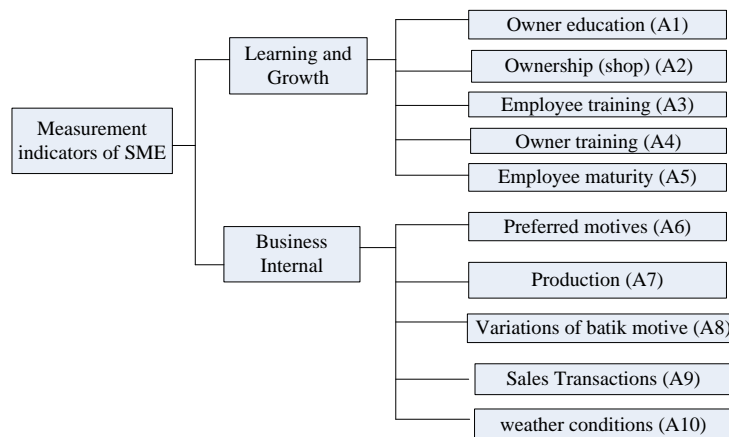 Measurement
indicators of SME
Learning and
Growth
Owner education (A1)
Ownership (shop) (A2)
Employee training (A3)
Owner training (A4)
Employee maturity (A5)
Business
Internal
Preferred motives (A6)
Production (A7)
Variations of batik motive (A8)
Sales Transactions (A9)
weather conditions (A10)